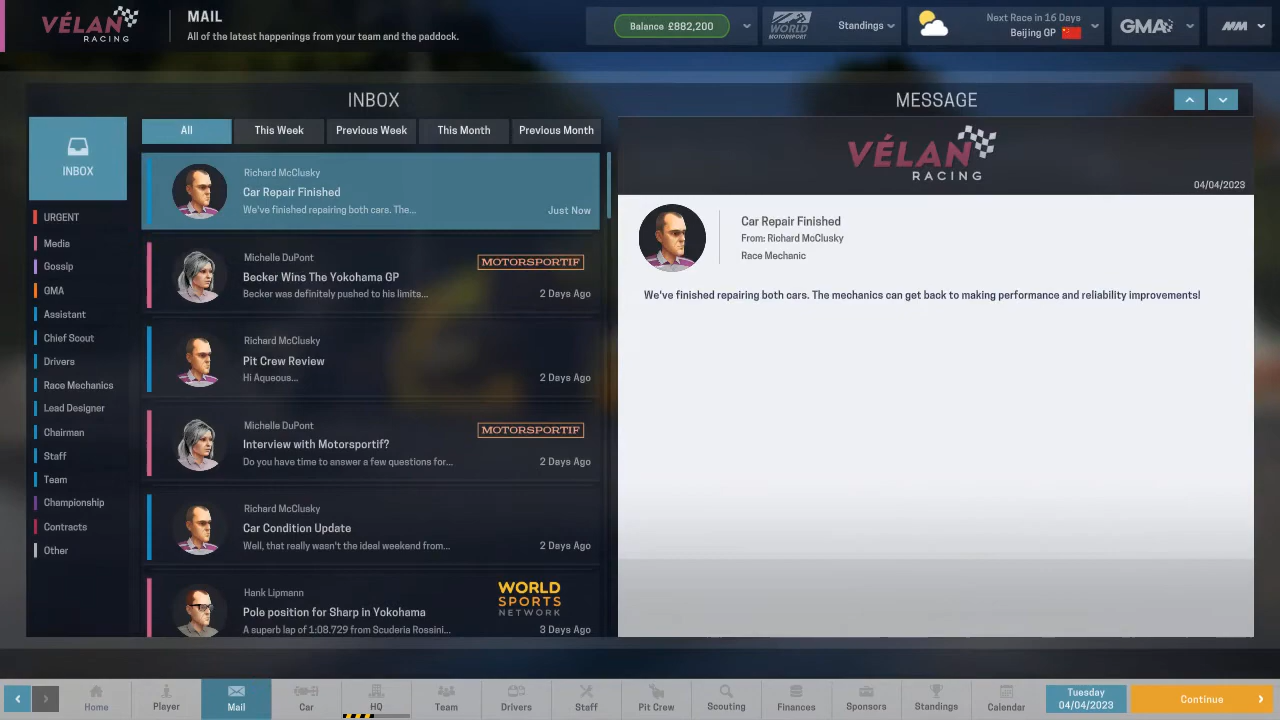 VÉLAN
RACING
MAIL
All of the latest happenings from your team and the paddock.
Balance £882,200
WORLD
MOTORSPORT
Standings
Next Race in 16 Days
Beijing GP
GMA
INBOX
MESSAGE
INBOX
All
This Week
Previous Week
This Month
Previous Month
URGENT
Media
Gossip
GMA
Assistant
Chief Scout
Drivers
Race Mechanics
Lead Designer
Chairman
Staff
Team
Championship
Contracts
Other
Richard McClusky
Car Repair Finished
We've finished repairing both cars. The...
Just Now
Michelle DuPont
MOTORSPORTIF
Becker Wins The Yokohama GP
Becker was definitely pushed to his limits...
2 Days Ago
Richard McClusky
Pit Crew Review
Hi Aqueous...
2 Days Ago
Michelle DuPont
MOTORSPORTIF
Interview with Motorsportif?
Do you have time to answer a few questions for...
2 Days Ago
Richard McClusky
Car Condition Update
Well, that really wasn't the ideal weekend from...
2 Days Ago
Hank Lipmann
WORLD
SPORTS
NETWORK
Pole position for Sharp in Yokohama
A superb lap of 1:08.729 from Scuderia Rossini...
3 Days Ago
VÉLAN
RACING
04/04/2023
Car Repair Finished
From: Richard McClusky
Race Mechanic
We've finished repairing both cars. The mechanics can get back to making performance and reliability improvements!
Home
Player
Mail
Car
HQ
Team
Drivers
Staff
Pit Crew
Scouting
Finances
Sponsors
Standings
Calendar
Tuesday
04/04/2023
Continue